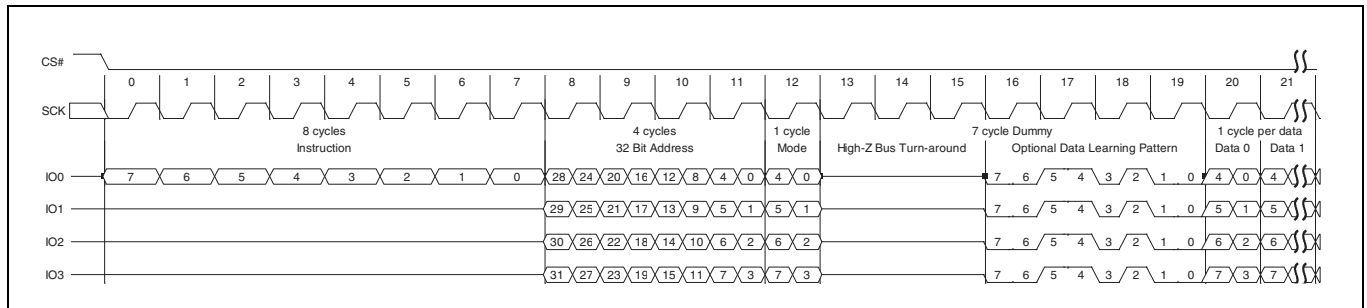 CS#
0 1 2 3 4 5 6 7 8 9 10 11 12 13 14 15 16 17 18 19 20 21
SCK
8 cycles 4 cycles 1 cycle 7 cycle Dummy 1 cycle per data
Instruction 32 Bit Address Mode High-Z Bus Turn-around Optional Data Learning Pattern Data 0 Data 1
IO0 7 6 5 4 3 2 1 0 28 24 20 16 12 8 4 0 4 0 7 6 5 4 3 2 1 0 4 0 4
IO1 29 25 21 17 13 9 5 1 5 1 7 6 5 4 3 2 1 0 5 1 5
IO2 30 26 22 18 14 10 6 2 6 2 7 6 5 4 3 2 1 0 6 2 6
IO3 31 27 23 19 15 11 7 3 7 3 7 6 5 4 3 2 1 0 7 3 7